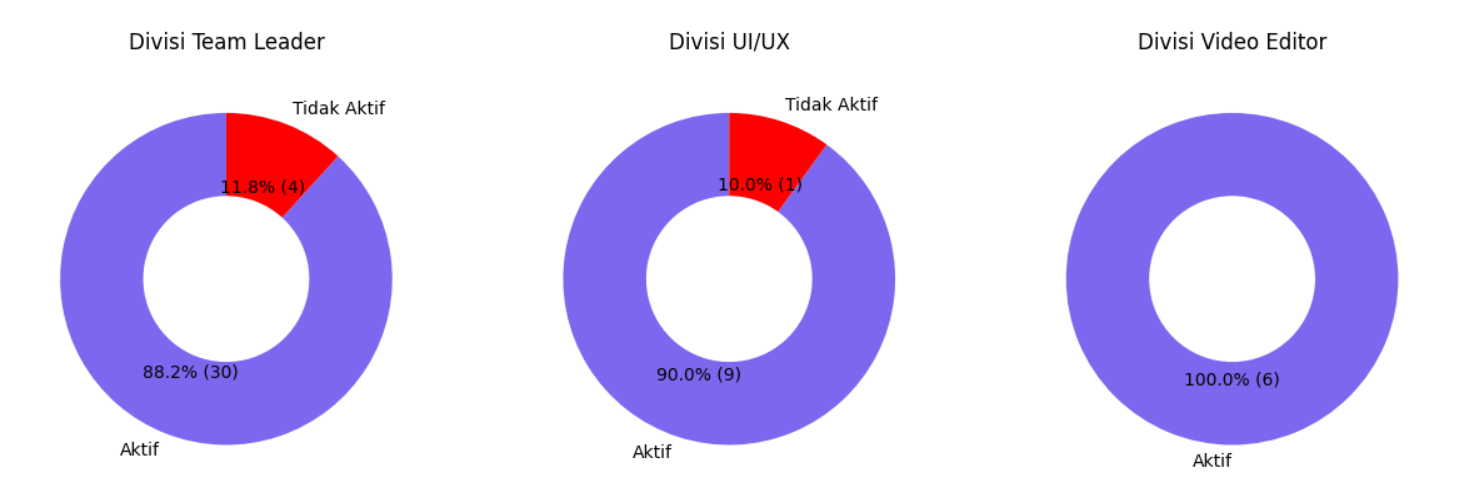 Divisi Team Leader
Tidak Aktif
11.8% (4)
88.2% (30)
Aktif
Divisi UI/UX
Tidak Aktif
10.0% (1)
90.0% (9)
Aktif
Divisi Video Editor
100.0% (6)
Aktif